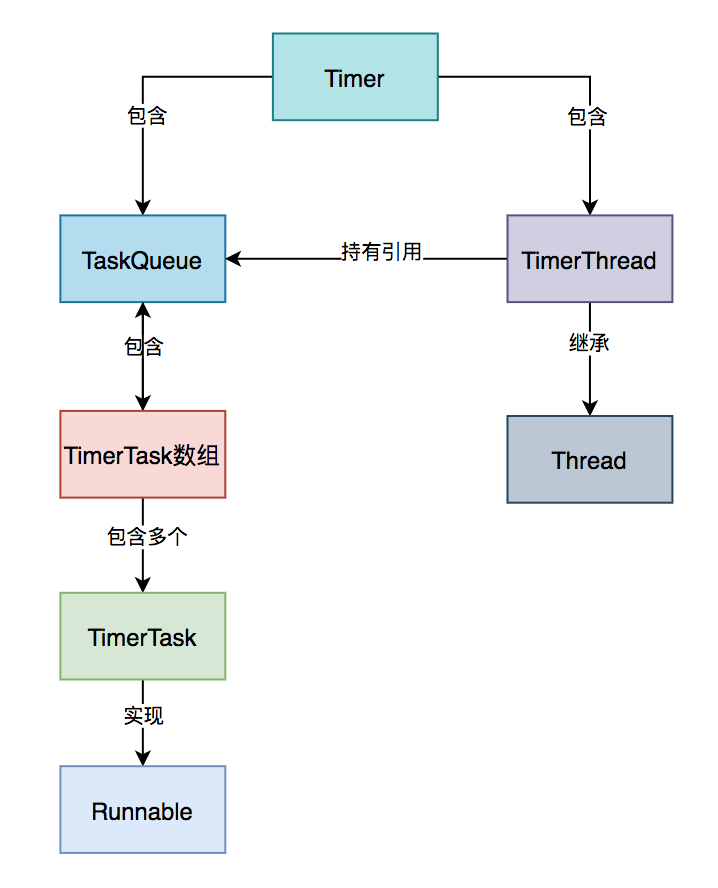 Timer
包含
包含
TaskQueue
持有引用
TimerThread
包含
继承
TimerTask数组
Thread
包含多个
TimerTask
实现
Runnable